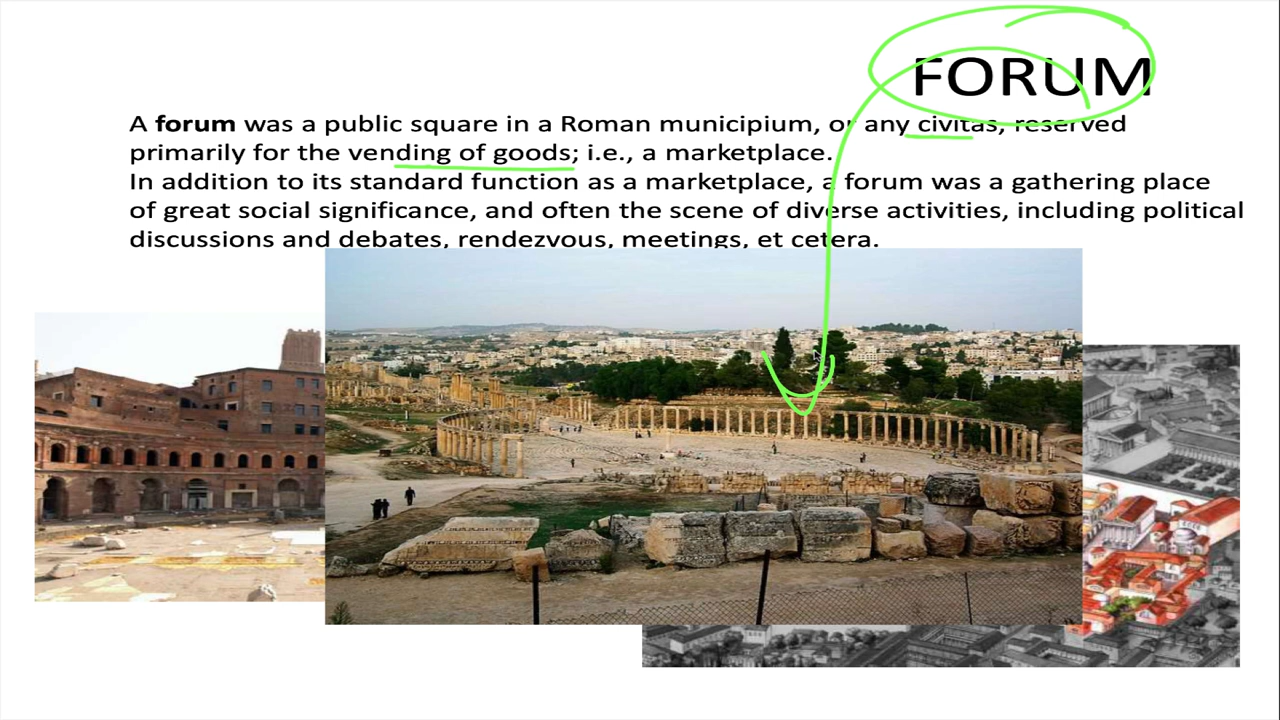 FORUM
A forum was a public square in a Roman municipium, or any civitas, reserved
primarily for the vending of goods; i.e., a marketplace.
In addition to its standard function as a marketplace, a forum was a gathering place
of great social significance, and often the scene of diverse activities, including political
discussions and debates, rendezvous, meetings, et cetera.